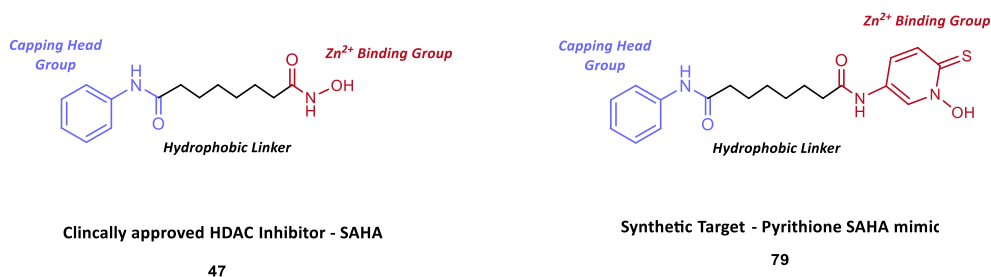 Zn2+ Binding Group
Capping Head
Group
Zn2+ Binding Group
Capping Head
Group
H
N
O
O
N
H
OH
Hydrophobic Linker
H
N
O
O
N
H
S
N
OH
Hydrophobic Linker
Clincally approved HDAC Inhibitor - SAHA
47
Synthetic Target - Pyrithione SAHA mimic
79